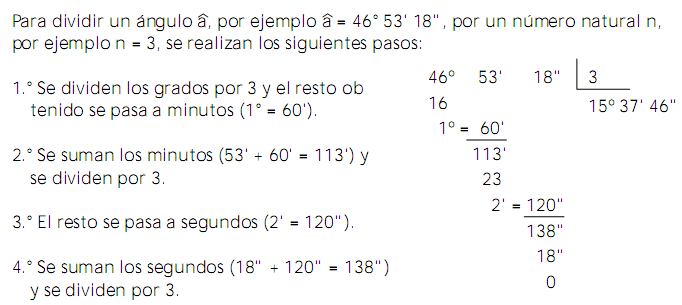 Para dividir un ángulo â, por ejemplo â = 46° 53' 18", por un número natural n,
por ejemplo n = 3, se realizan los siguientes pasos:
1.° Se dividen los grados por 3 y el resto ob
tenido se pasa a minutos (1° = 60').
2.° Se suman los minutos (53' + 60' = 113') y
se dividen por 3.
3.° El resto se pasa a segundos (2' = 120").
4.° Se suman los segundos (18" + 120" = 138")
y se dividen por 3.
46° 53' 18" 3
16 15° 37' 46"
1° = 60'
113'
23
2' = 120"
138"
18"
0